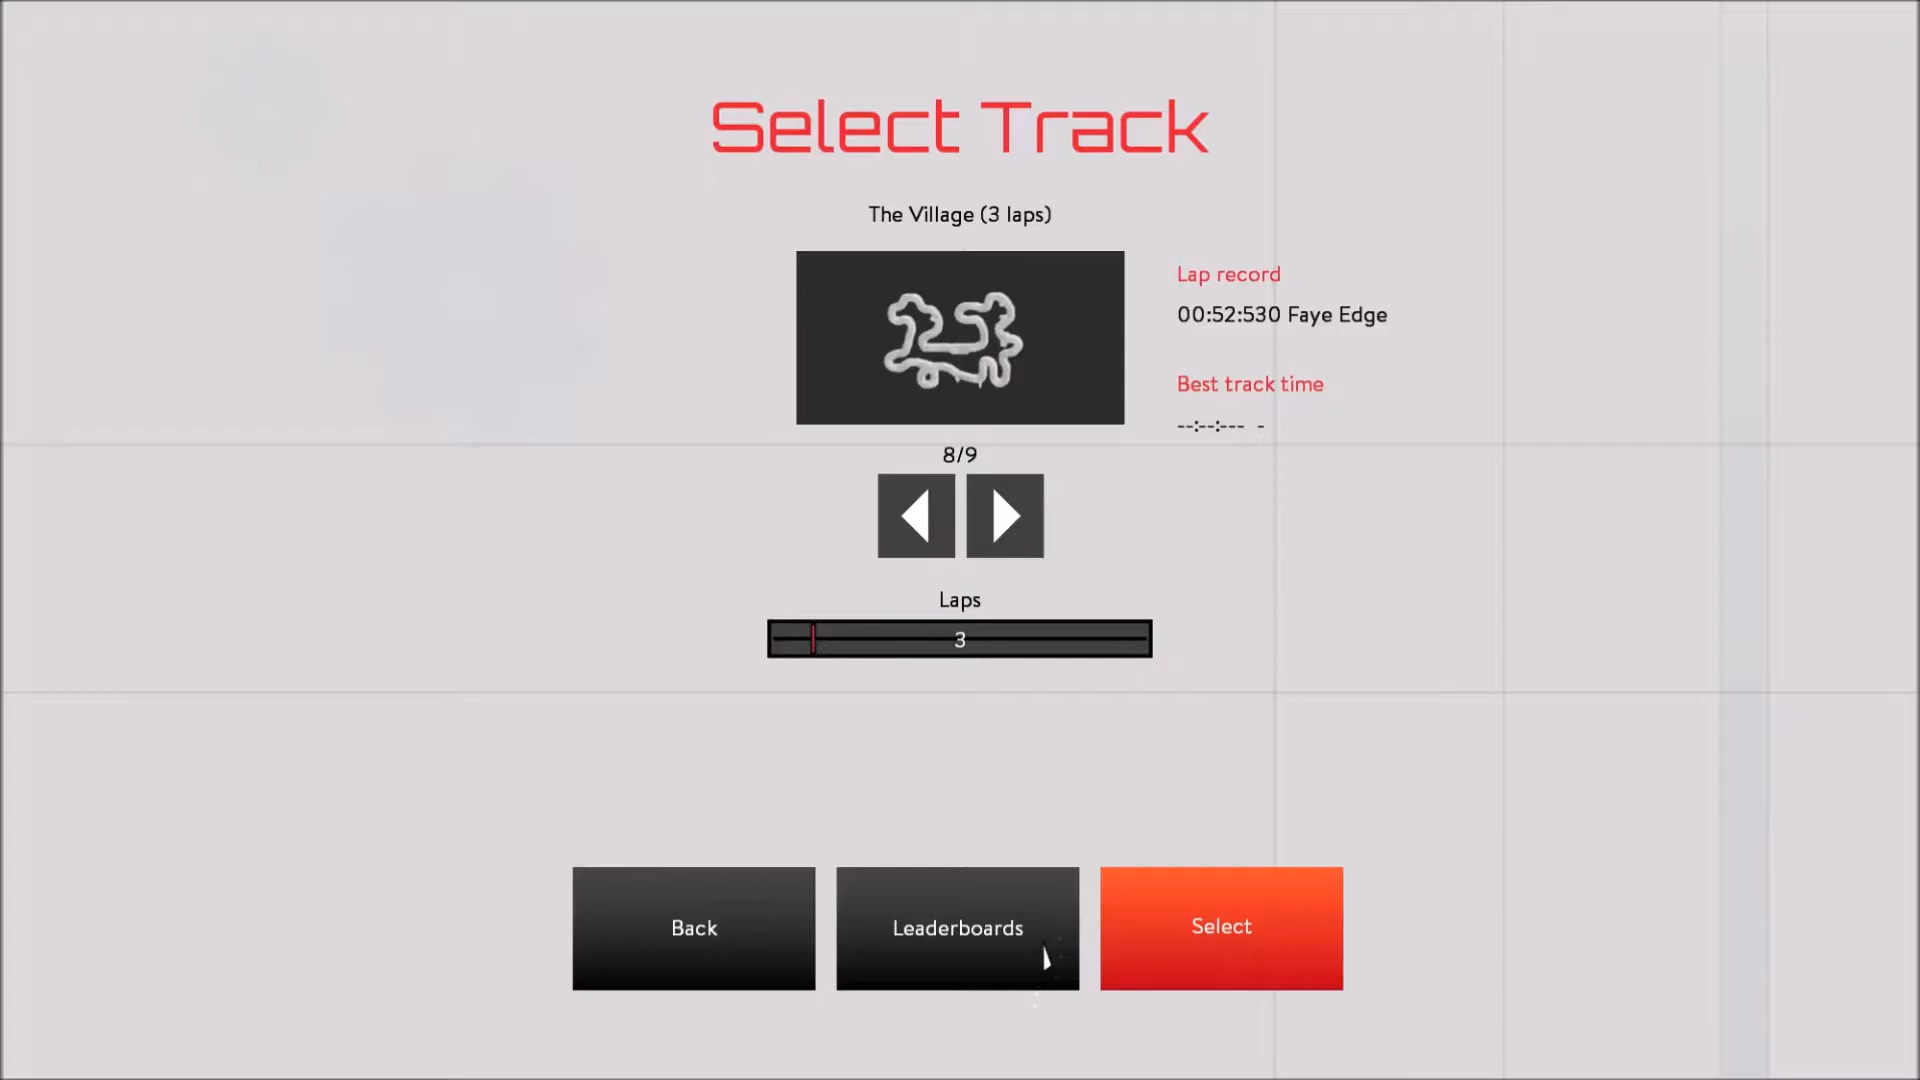 Select Track
The Village (3 laps)
Lap record
00:52:530 Faye Edge
Best track time
--:--:--- -
8/9
Laps
3
Back
Leaderboards
Select